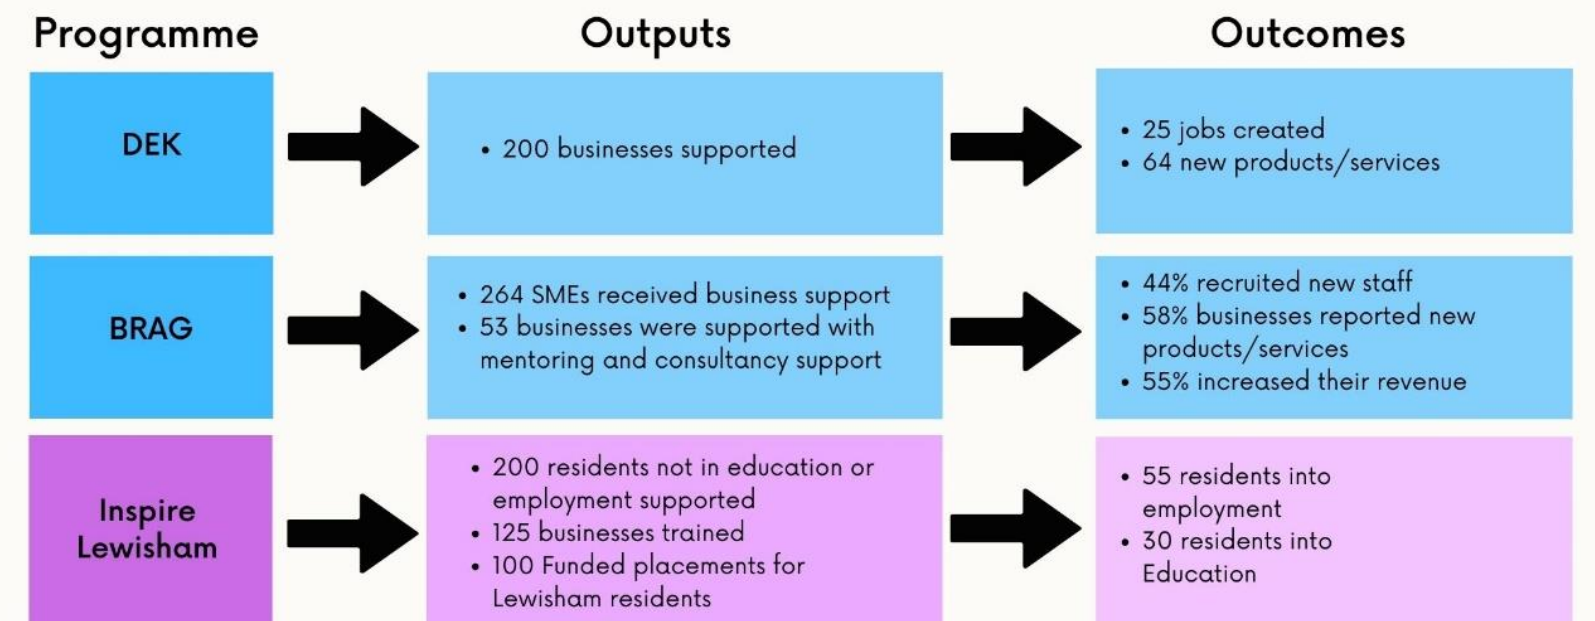 Programme
Outputs
Outcomes
DEK
• 200 businesses supported
• 25 jobs created
• 64 new products/services
BRAG
• 264 SMEs received business support
• 53 businesses were supported with
mentoring and consultancy support
• 44% recruited new staff
• 58% businesses reported new
products/services
• 55% increased their revenue
Inspire
Lewisham
• 200 residents not in education or
employment supported
• 125 businesses trained
• 100 Funded placements for
Lewisham residents
• 55 residents into
employment
• 30 residents into
Education